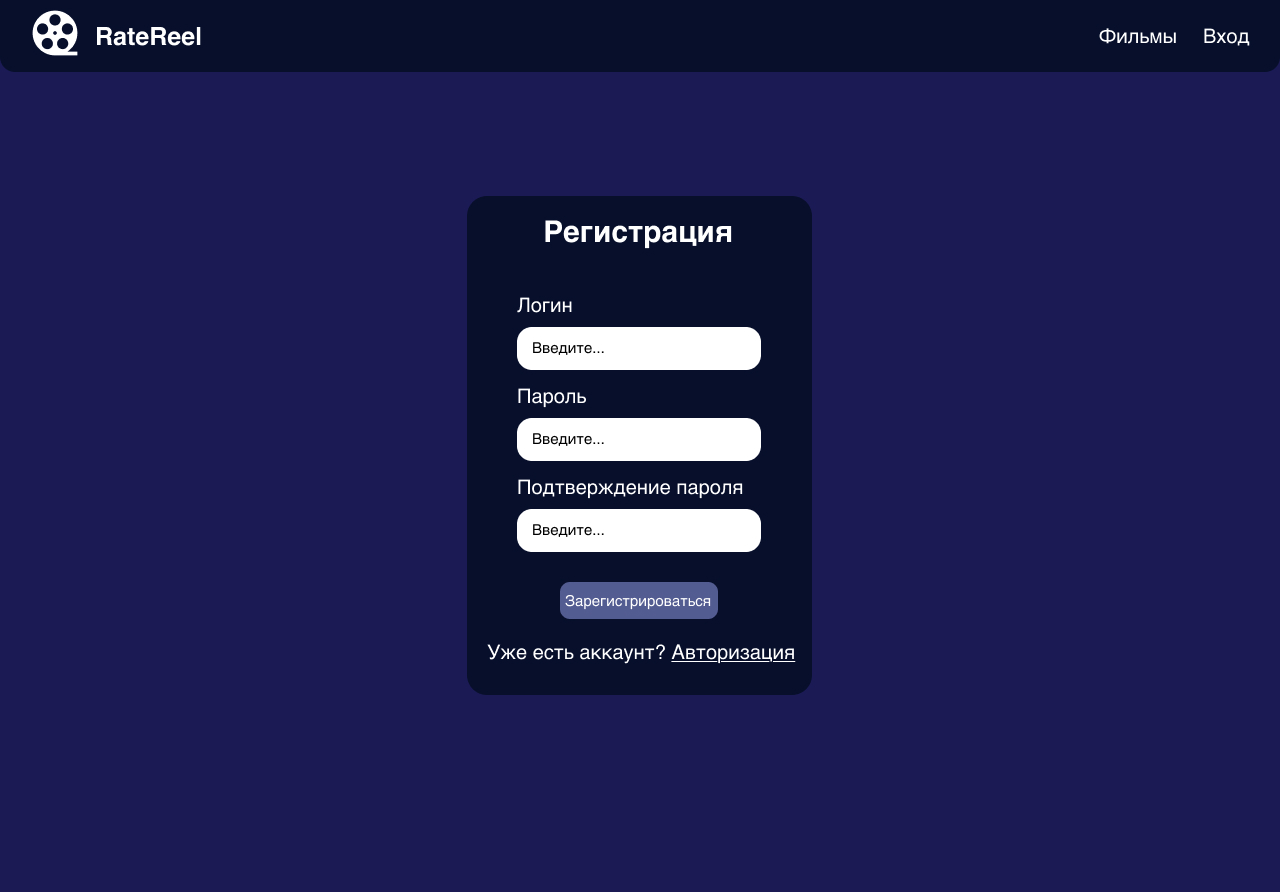 RateReel
Фильмы Вход
Регистрация
Логин
Введите...
Пароль
Введите...
Подтверждение пароля
Введите...
Зарегистрироваться
Уже есть аккаунт? Авторизация